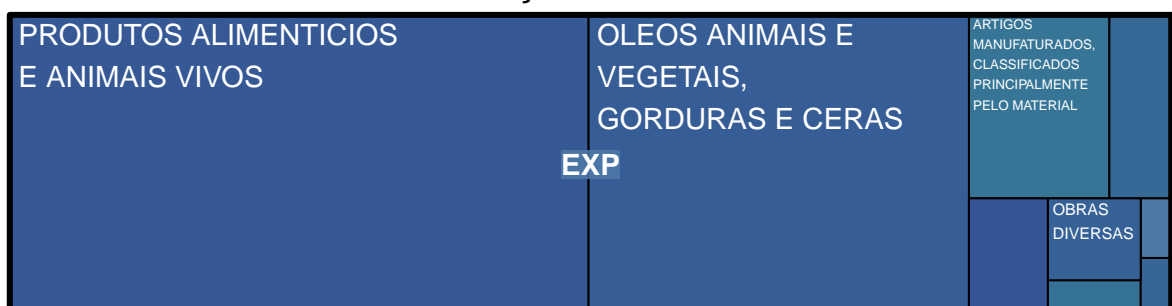 PRODUTOS ALIMENTICIOS
E ANIMAIS VIVOS
OLEOS ANIMAIS E
VEGETAIS,
GORDURAS E CERAS
ARTIGOS
MANUFATURADOS,
CLASSIFICADOS
PRINCIPALMENTE
PELO MATERIAL
EXP
OBRAS
DIVERSAS